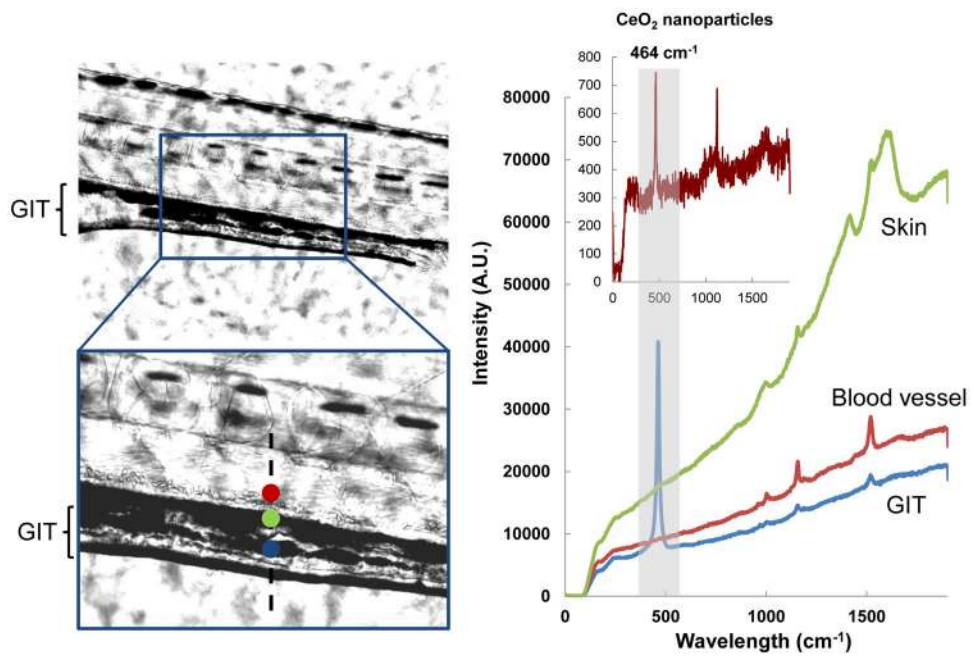 GIT
GIT
CeO₂ nanoparticles
464 cm⁻¹
800
700
600
500
400
300
200
100
0
0 500 1000 1500
80000
70000
60000
50000
40000
30000
20000
10000
0
0 500 1000 1500
Intensity (A.U.)
Wavelength (cm⁻¹)
Skin
Blood vessel
GIT